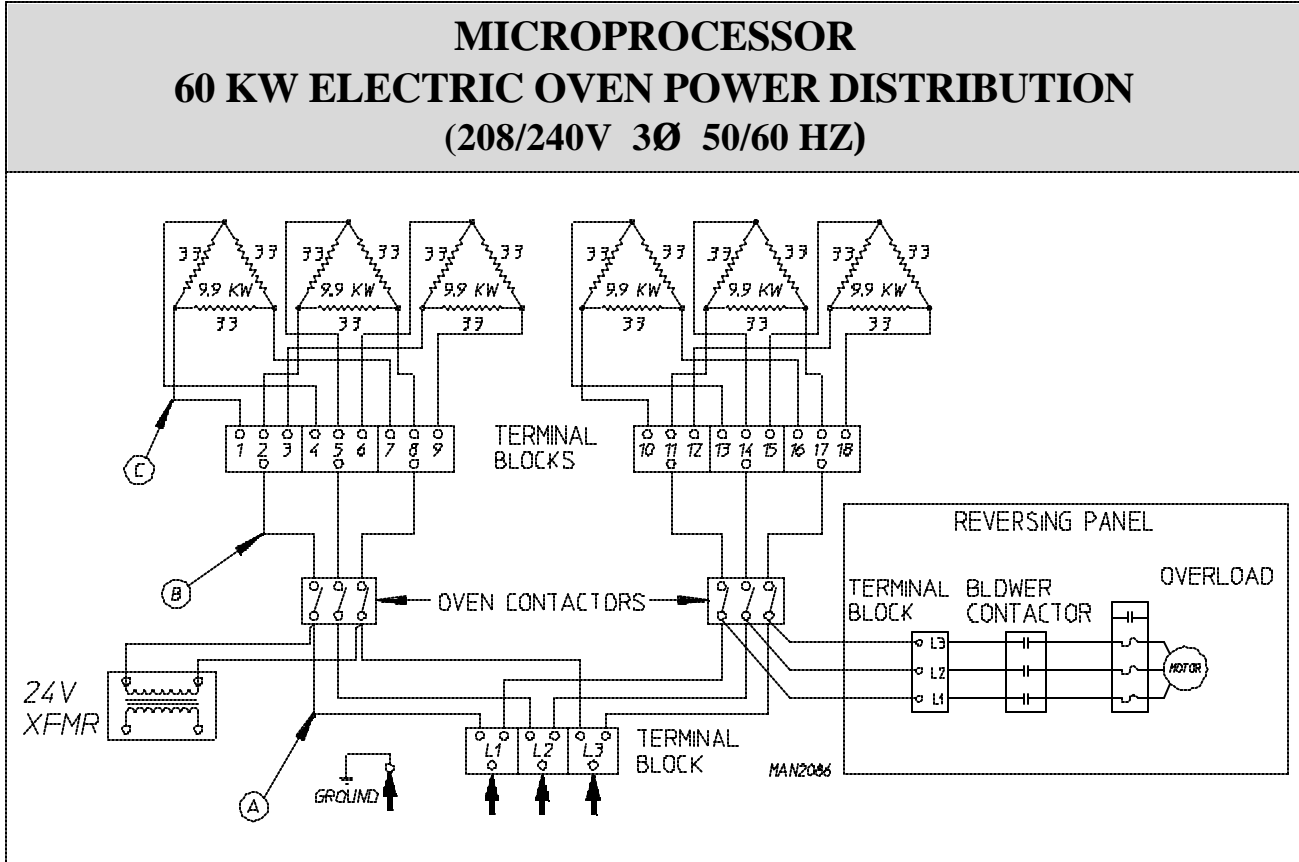 MICROPROCESSOR
60 KW ELECTRIC OVEN POWER DISTRIBUTION
(208/240V 3Ø 50/60 HZ)
33 33 33 33 33 33
33 33 33 33 33 33
9.9 KW 9.9 KW 9.9 KW
9.9 KW 9.9 KW 9.9 KW
33 33 33
33 33 33
C
1 2 3 4 5 6 7 8 9
TERMINAL
BLOCKS
10 11 12 13 14 15 16 17 18
B
OVEN CONTACTORS
REVERSING PANEL
OVERLOAD
TERMINAL
BLOCK
BLOWER
CONTACTOR
L3
L2
L1
MOTOR
24V
XFMR
A
GROUND
L1 L2 L3
TERMINAL
BLOCK
MAN2086